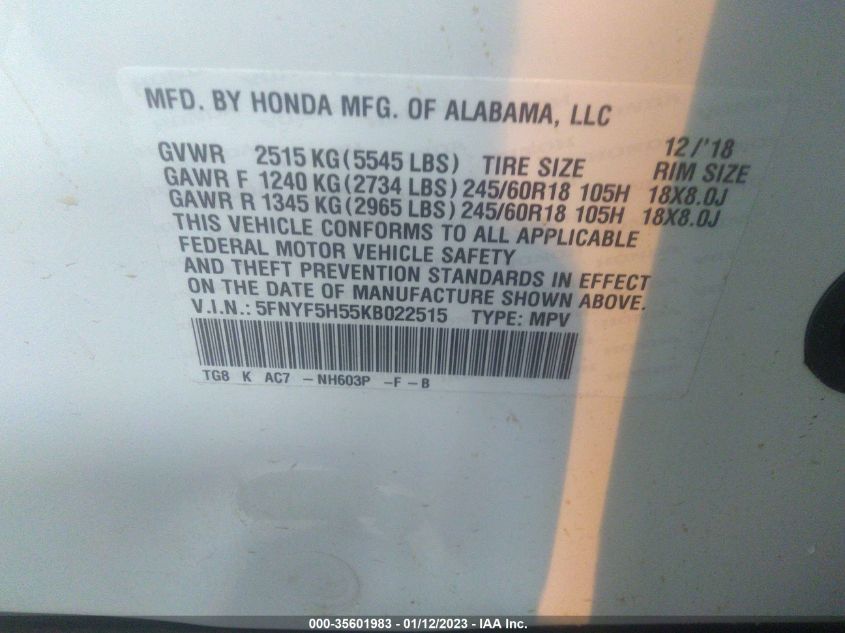 MFD. BY HONDA MFG. OF ALABAMA, LLC
12/'18
GVWR 2515 KG (5545 LBS) TIRE SIZE RIM SIZE
GAWR F 1240 KG (2734 LBS) 245/60R18 105H 18X8.0J
GAWR R 1345 KG (2965 LBS) 245/60R18 105H 18X8.0J
THIS VEHICLE CONFORMS TO ALL APPLICABLE
FEDERAL MOTOR VEHICLE SAFETY
AND THEFT PREVENTION STANDARDS IN EFFECT
ON THE DATE OF MANUFACTURE SHOWN ABOVE.
V.I.N.: 5FNYF5H55KB022515 TYPE: MPV
TG8 K AC7 -NH603P -F-B
000-35601983 - 01/12/2023 - IAA Inc.